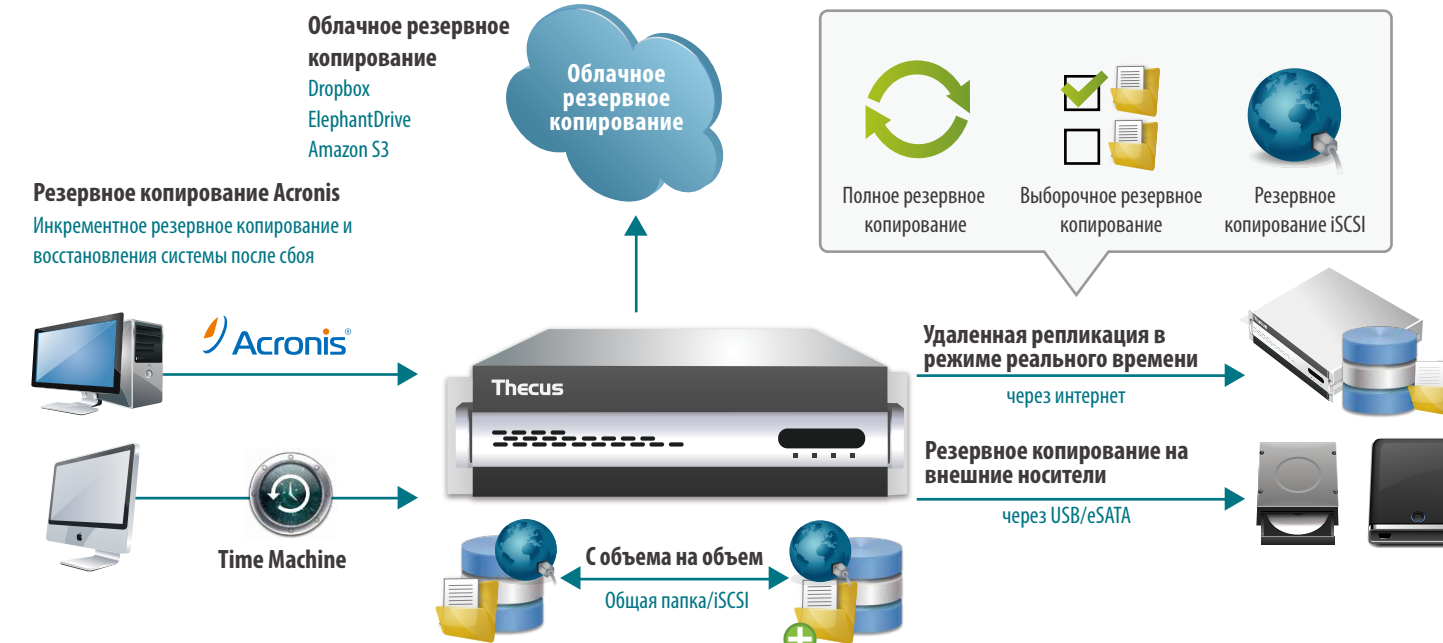 Облачное резервное
копирование
Dropbox
ElephantDrive
Amazon S3
Облачное
резервное
копирование
Полное резервное
копирование
Выборочное резервное
копирование
Резервное
копирование iSCSI
Резервное копирование Acronis
Инкрементное резервное копирование и
восстановления системы после сбоя
Acronis®
Thecus
Удаленная репликация в
режиме реального времени
через интернет
Thecus
Резервное копирование на
внешние носители
через USB/eSATA
Time Machine
С объема на объем
Общая папка/iSCSI